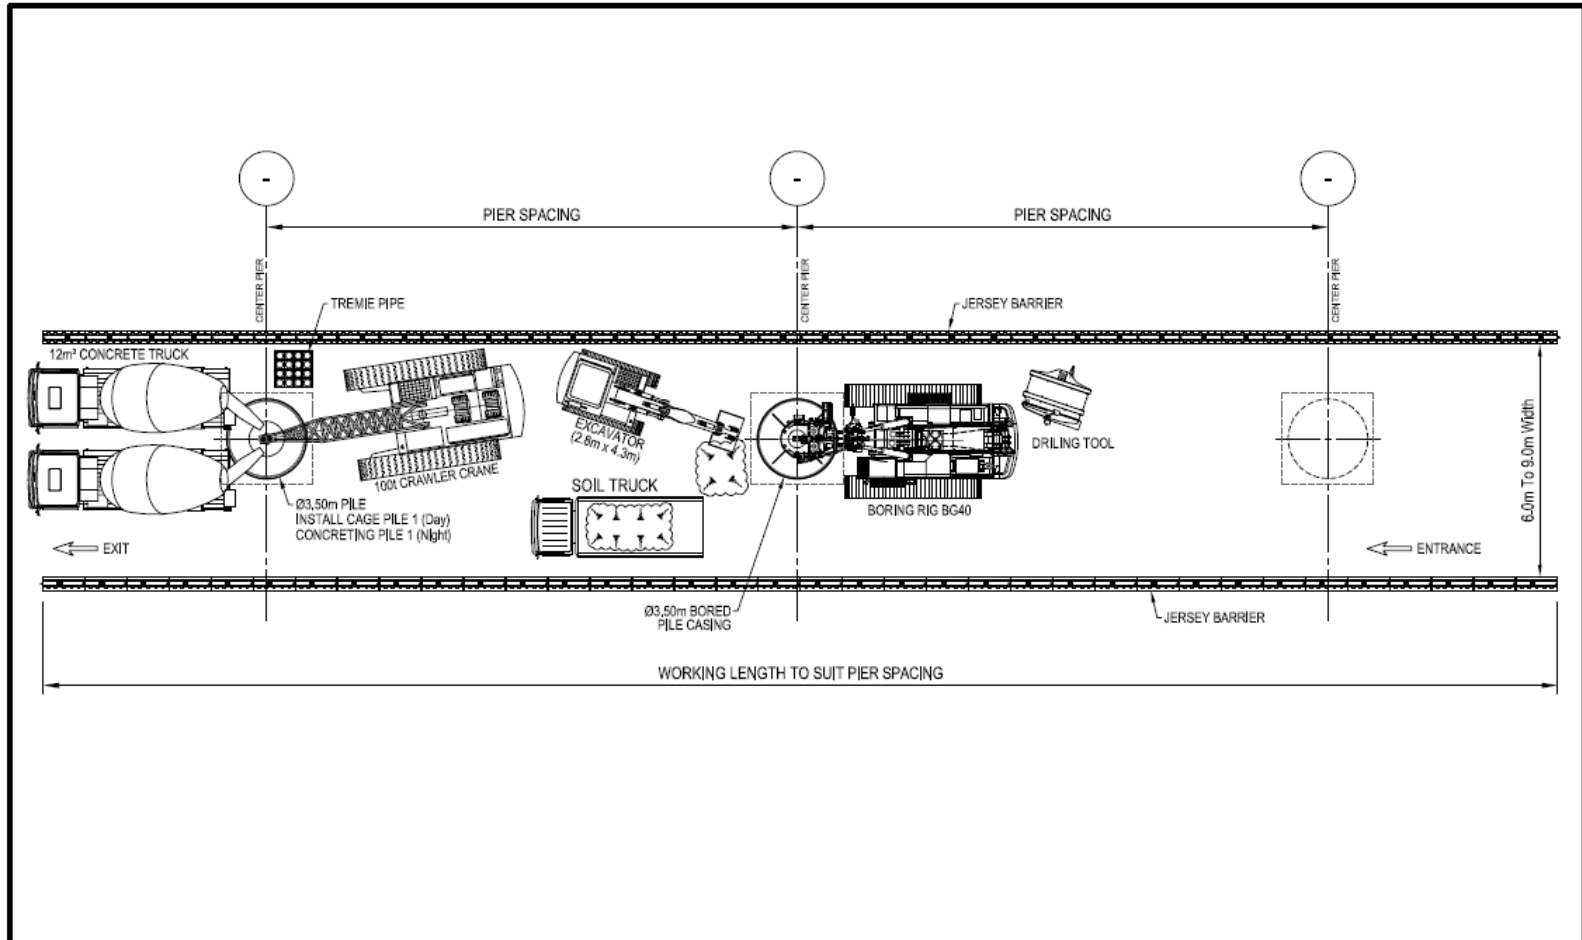 -
-
-
PIER SPACING
PIER SPACING
CENTER PIER
CENTER PIER
CENTER PIER
TREMIE PIPE
JERSEY BARRIER
12m³ CONCRETE TRUCK
EXCAVATOR
(2.6m x 4.3m)
DRILING TOOL
100t CRAWLER CRANE
SOIL TRUCK
BORING RIG BG40
6.0m To 9.0m Width
Ø3,50m PILE
INSTALL CAGE PILE 1 (Day)
CONCRETING PILE 1 (Night)
EXIT
ENTRANCE
Ø3,50m BORED
PILE CASING
JERSEY BARRIER
WORKING LENGTH TO SUIT PIER SPACING